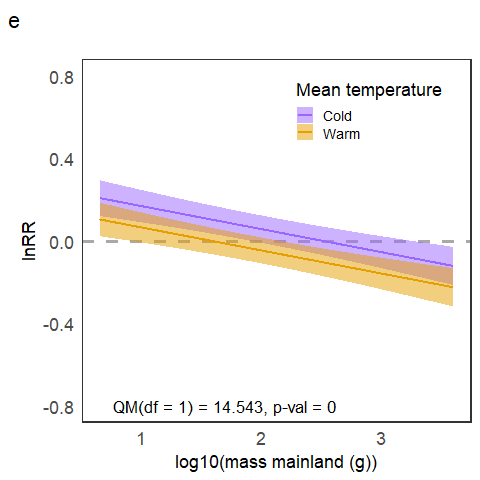 e
Mean temperature
Cold
Warm
0.8
0.4
0.0
-0.4
-0.8
lnRR
QM(df = 1) = 14.543, p-val = 0
1 2 3
log10(mass mainland (g))